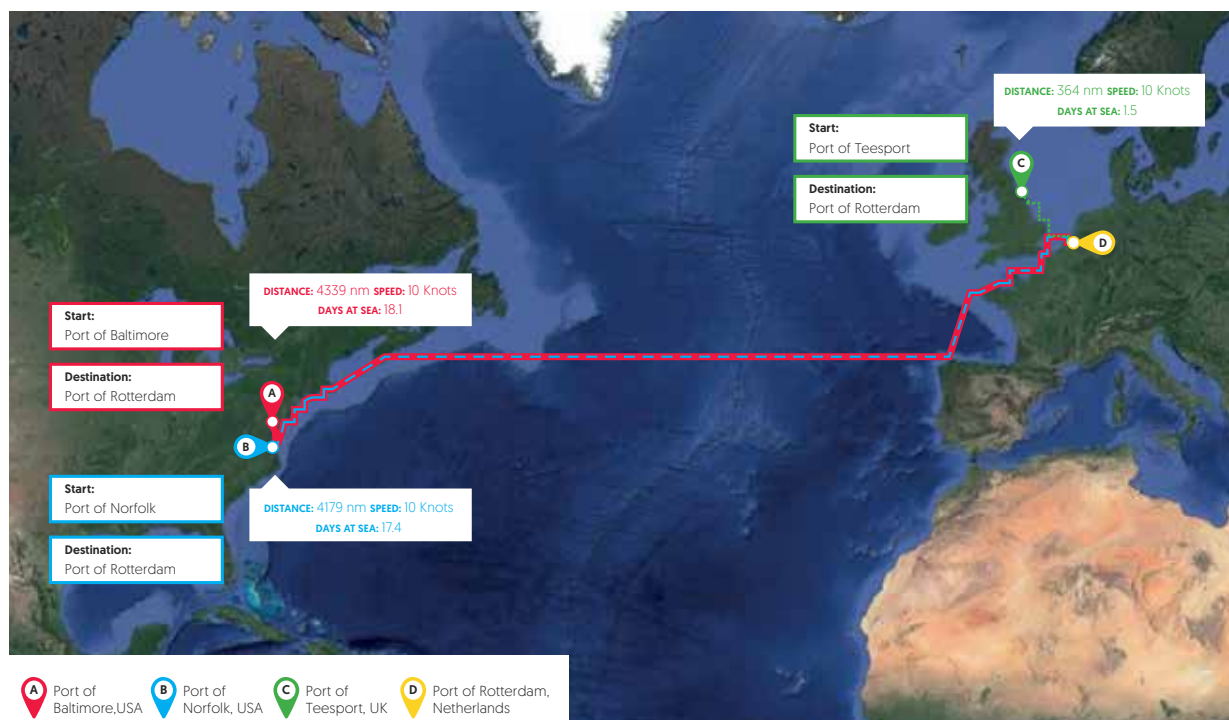 DISTANCE: 364 nm SPEED: 10 Knots
DAYS AT SEA: 1.5
Start:
Port of Teesport
C
Destination:
Port of Rotterdam
D
DISTANCE: 4339 nm SPEED: 10 Knots
DAYS AT SEA: 18.1
Start:
Port of Baltimore
Destination:
Port of Rotterdam
A
B
Start:
Port of Norfolk
DISTANCE: 4179 nm SPEED: 10 Knots
DAYS AT SEA: 17.4
Destination:
Port of Rotterdam
A Port of
Baltimore,USA
B Port of
Norfolk, USA
C Port of
Teesport, UK
D Port of Rotterdam,
Netherlands